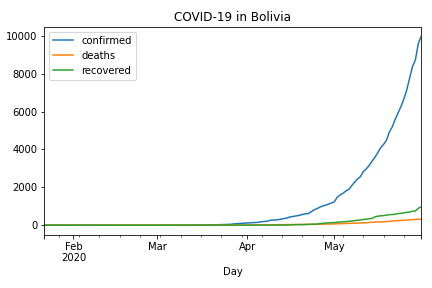 COVID-19 in Bolivia
confirmed
deaths
recovered
10000
8000
6000
4000
2000
0
Feb Mar Apr May
2020
Day